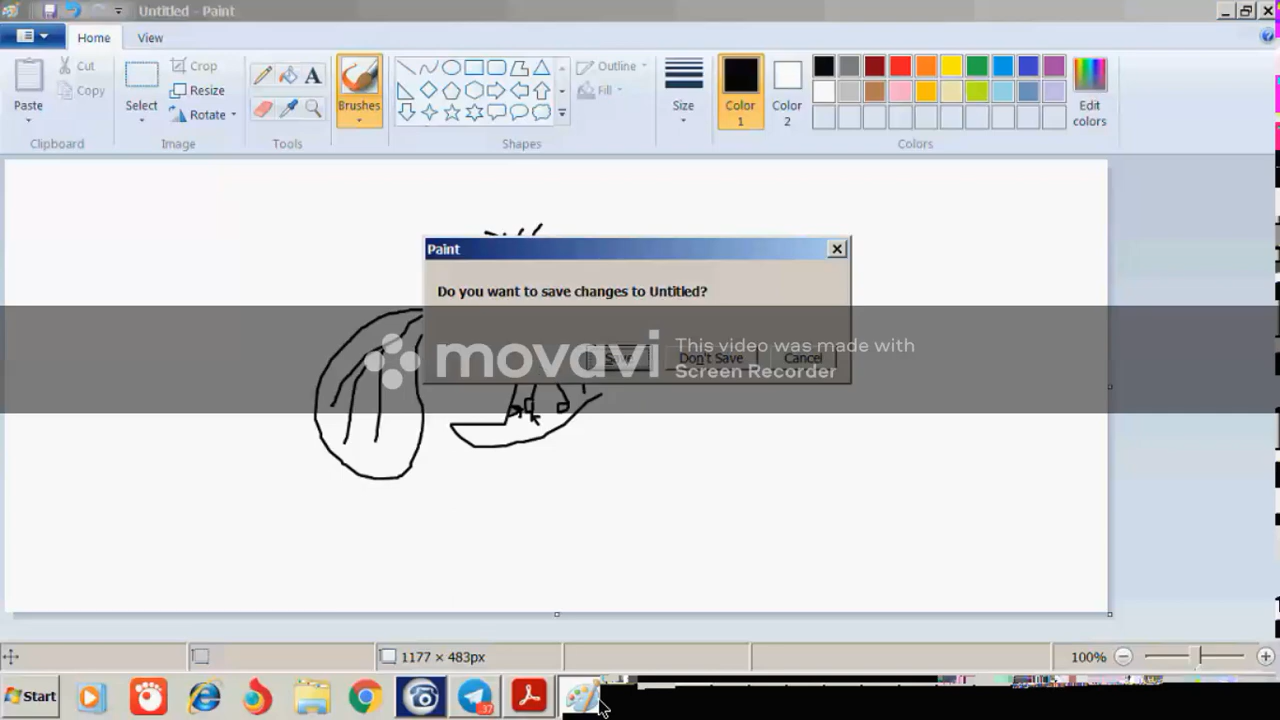 Untitled - Paint
Home View
Paste Cut Copy Select Crop Resize Rotate A Brushes Outline Fill Size Color 1 Color 2 Edit colors
Clipboard Image Tools Shapes Colors
Paint
Do you want to save changes to Untitled?
Save Don't Save Cancel
movavi
This video was made with
Screen Recorder
1177 × 483px 100%
Start 37